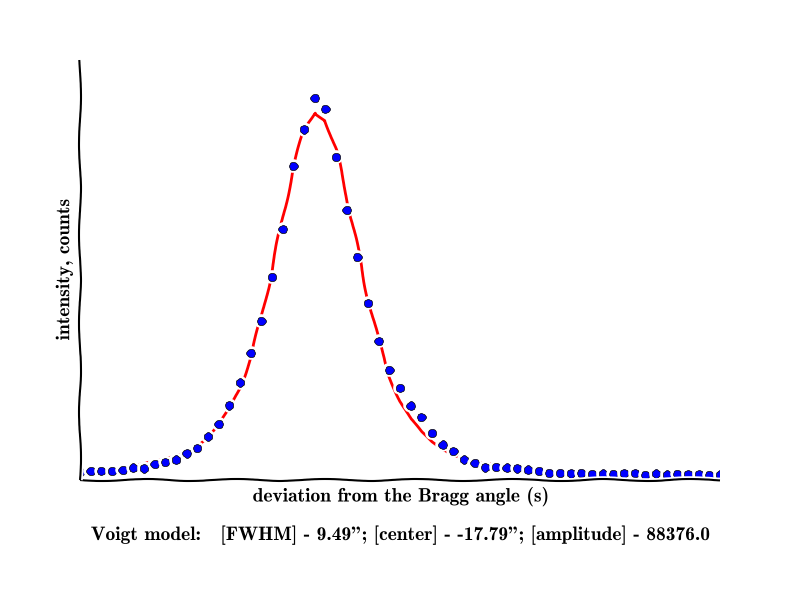 intensity, counts
deviation from the Bragg angle (s)
Voigt model: [FWHM] - 9.49”; [center] - -17.79”; [amplitude] - 88376.0